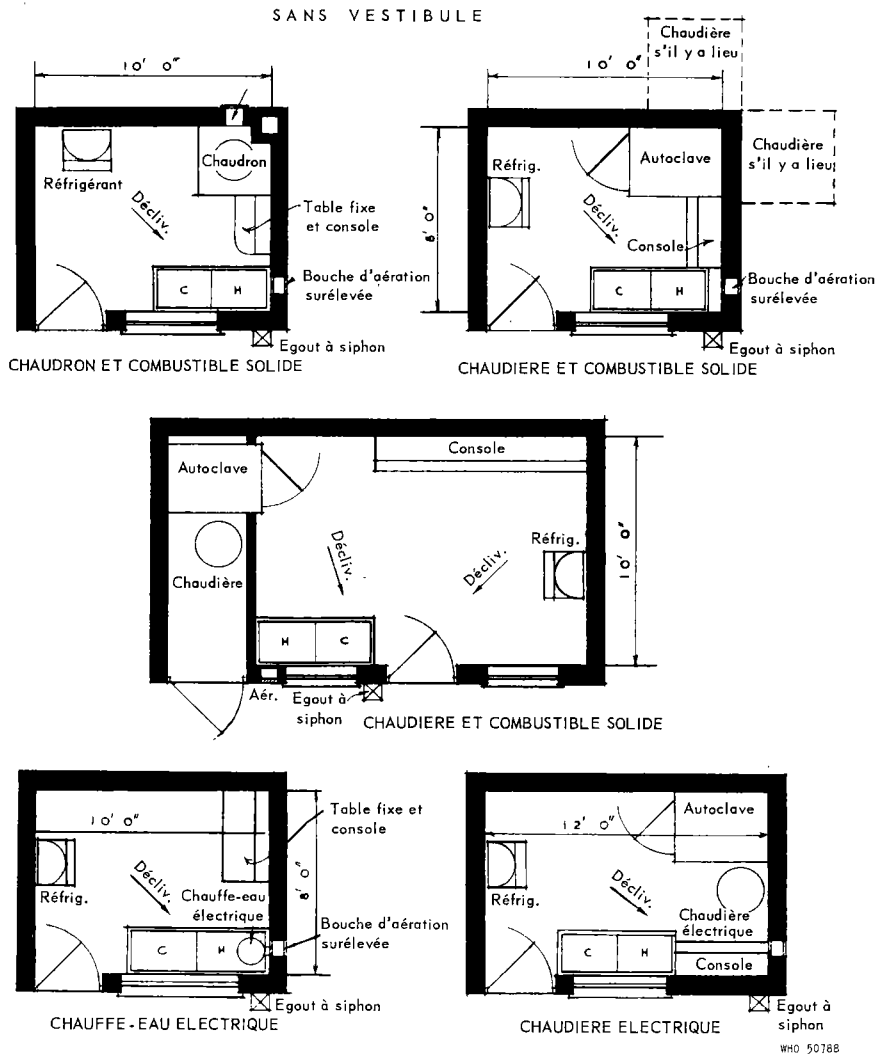 SANS VESTIBULE
10' 0"
Réfrigérant
Chaudron
Décliv.
Table fixe
et console
C H
Bouche d'aération
surélevée
Egout à siphon
CHAUDRON ET COMBUSTIBLE SOLIDE
Chaudière
s'il y a lieu
10' 0"
8' 0"
Réfrig.
Autoclave
Chaudière
s'il y a lieu
Décliv.
Console
C H
Bouche d'aération
surélevée
Egout à siphon
CHAUDIERE ET COMBUSTIBLE SOLIDE
Autoclave
Console
Chaudière
Décliv.
Décliv.
Réfrig.
10' 0"
H C
Aér.
Egout à
siphon
CHAUDIERE ET COMBUSTIBLE SOLIDE
10' 0"
Table fixe et
console
8' 0"
Réfrig.
Décliv.
Chauffe-eau
électrique
C H
Bouche d'aération
surélevée
Egout à siphon
CHAUFFE-EAU ELECTRIQUE
12' 0"
Autoclave
Réfrig.
Décliv.
Chaudière
électrique
C H
Console
Egout à
siphon
CHAUDIERE ELECTRIQUE
WHO 50788